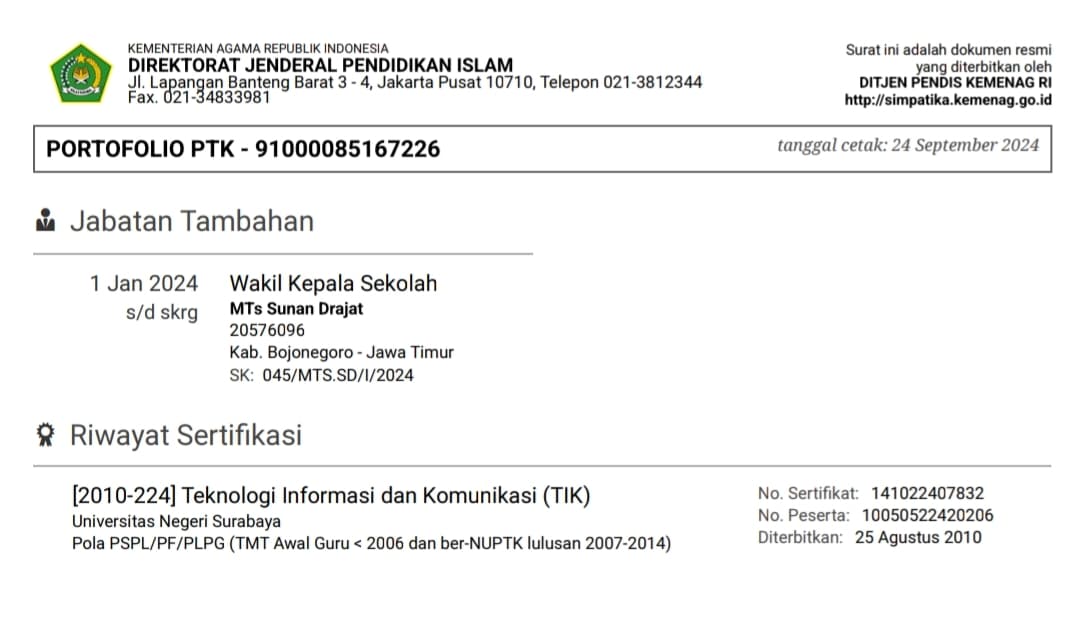 KEMENTERIAN AGAMA REPUBLIK INDONESIA
DIREKTORAT JENDERAL PENDIDIKAN ISLAM
Jl. Lapangan Banteng Barat 3 - 4, Jakarta Pusat 10710, Telepon 021-3812344
Fax. 021-34833981
Surat ini adalah dokumen resmi
yang diterbitkan oleh
DITJEN PENDIS KEMENAG RI
http://simpatika.kemenag.go.id
PORTOFOLIO PTK - 91000085167226
tanggal cetak: 24 September 2024
Jabatan Tambahan
1 Jan 2024
s/d skrg
Wakil Kepala Sekolah
MTs Sunan Drajat
20576096
Kab. Bojonegoro - Jawa Timur
SK: 045/MTS.SD/I/2024
Riwayat Sertifikasi
[2010-224] Teknologi Informasi dan Komunikasi (TIK)
Universitas Negeri Surabaya
Pola PSPL/PF/PLPG (TMT Awal Guru < 2006 dan ber-NUPTK lulusan 2007-2014)
No. Sertifikat: 141022407832
No. Peserta: 10050522420206
Diterbitkan: 25 Agustus 2010